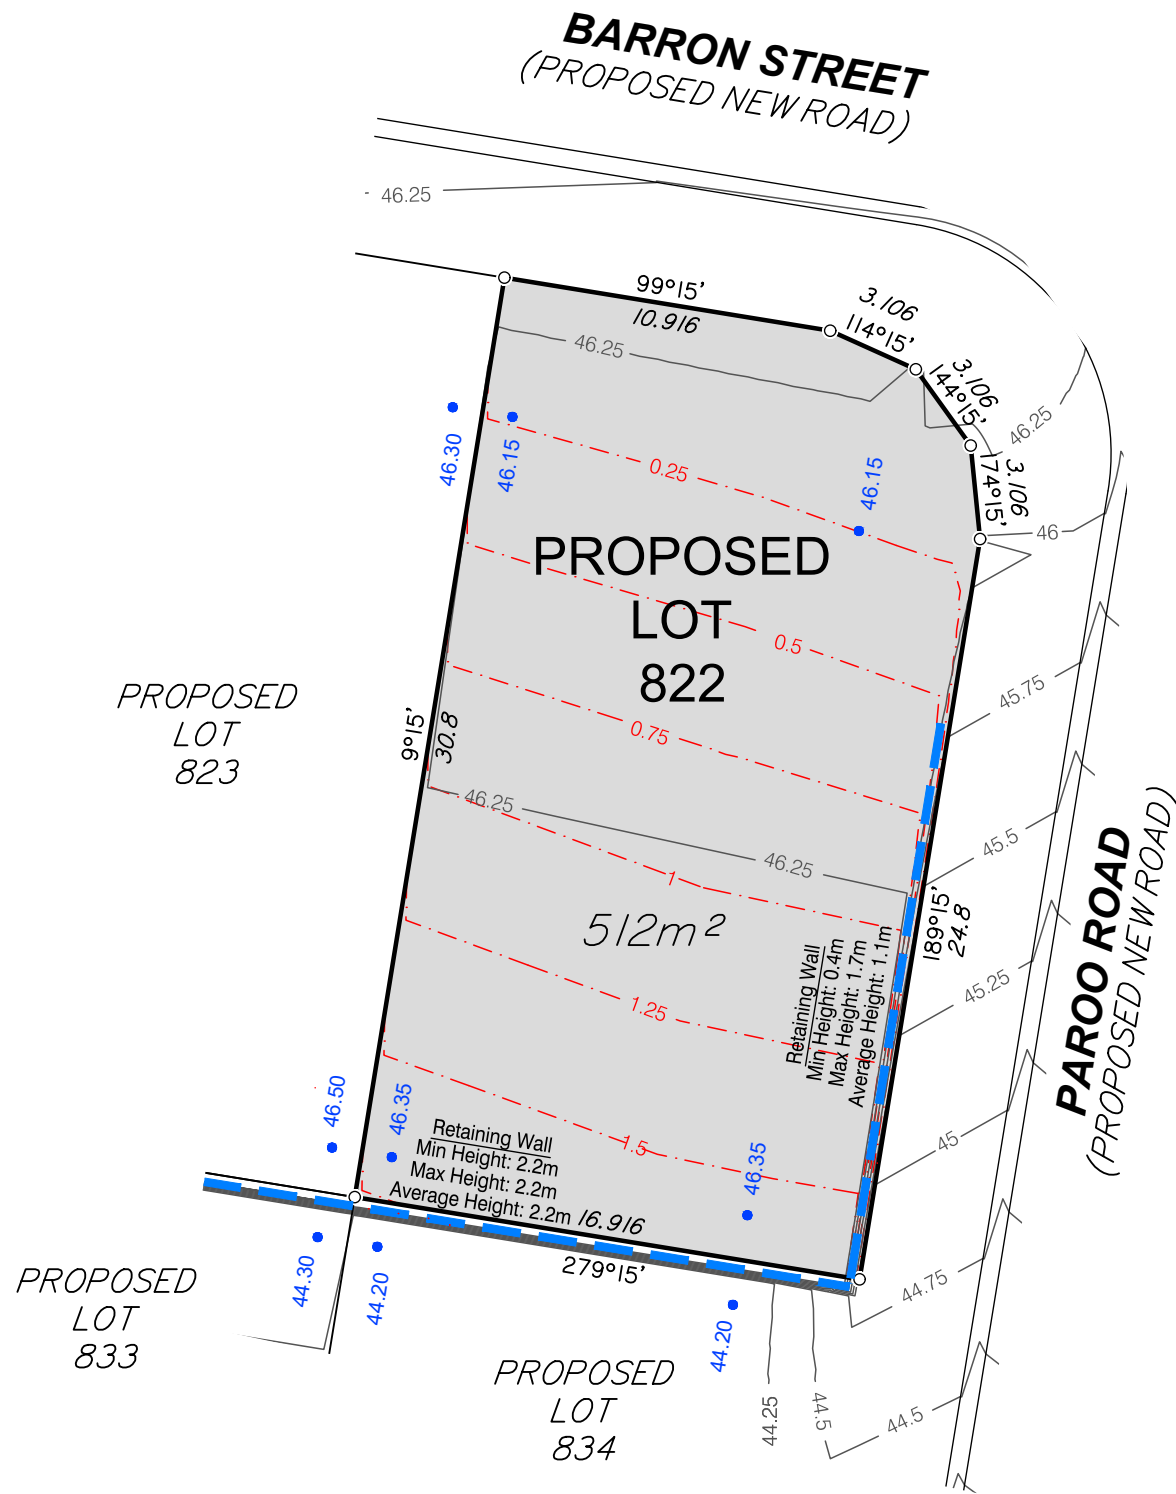 BARRON STREET
(PROPOSED NEW ROAD)
46.25
99°15'
10.916
3.106
114°15'
3.106
144°15'
46.25
46.25
3.106
174°15'
46
46.30
46.15
0.25
46.15
PROPOSED
LOT
822
0.5
45.75
PROPOSED
LOT
823
9°15'
30.8
0.75
46.25
46.25
45.5
1
512m²
189°15'
24.8
Retaining Wall
Min Height: 0.4m
Max Height: 1.7m
Average Height: 1.1m
PAROO ROAD
(PROPOSED NEW ROAD)
1.25
45.25
46.50
46.35
Retaining Wall
Min Height: 2.2m
Max Height: 2.2m
Average Height: 2.2m
1.5
46.35
45
16.916
279°15'
44.30
44.20
44.20
44.75
PROPOSED
LOT
833
PROPOSED
LOT
834
44.25
44.5
44.5